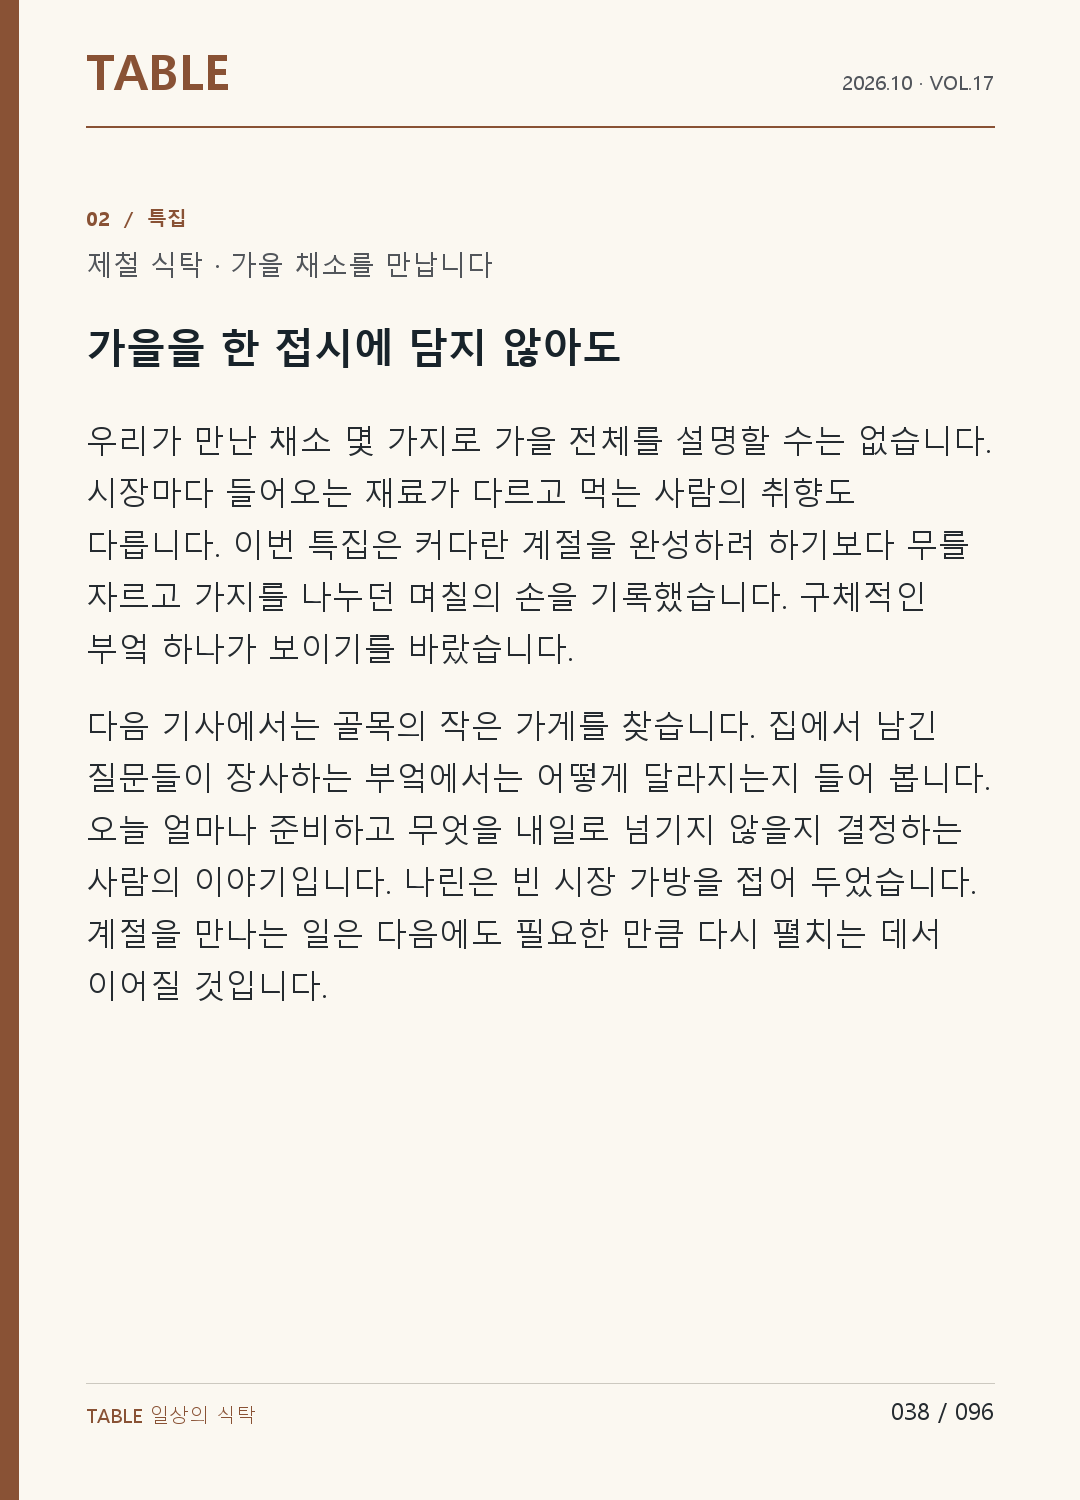 TABLE
2026.10 · VOL.17
02 / 특집
제철 식탁 · 가을 채소를 만납니다
가을을 한 접시에 담지 않아도
우리가 만난 채소 몇 가지로 가을 전체를 설명할 수는 없습니다.
시장마다 들어오는 재료가 다르고 먹는 사람의 취향도
다릅니다. 이번 특집은 커다란 계절을 완성하려 하기보다 무를
자르고 가지를 나누던 며칠의 손을 기록했습니다. 구체적인
부엌 하나가 보이기를 바랐습니다.
다음 기사에서는 골목의 작은 가게를 찾습니다. 집에서 남긴
질문들이 장사하는 부엌에서는 어떻게 달라지는지 들어 봅니다.
오늘 얼마나 준비하고 무엇을 내일로 넘기지 않을지 결정하는
사람의 이야기입니다. 나린은 빈 시장 가방을 접어 두었습니다.
계절을 만나는 일은 다음에도 필요한 만큼 다시 펼치는 데서
이어질 것입니다.
TABLE 일상의 식탁
038 / 096